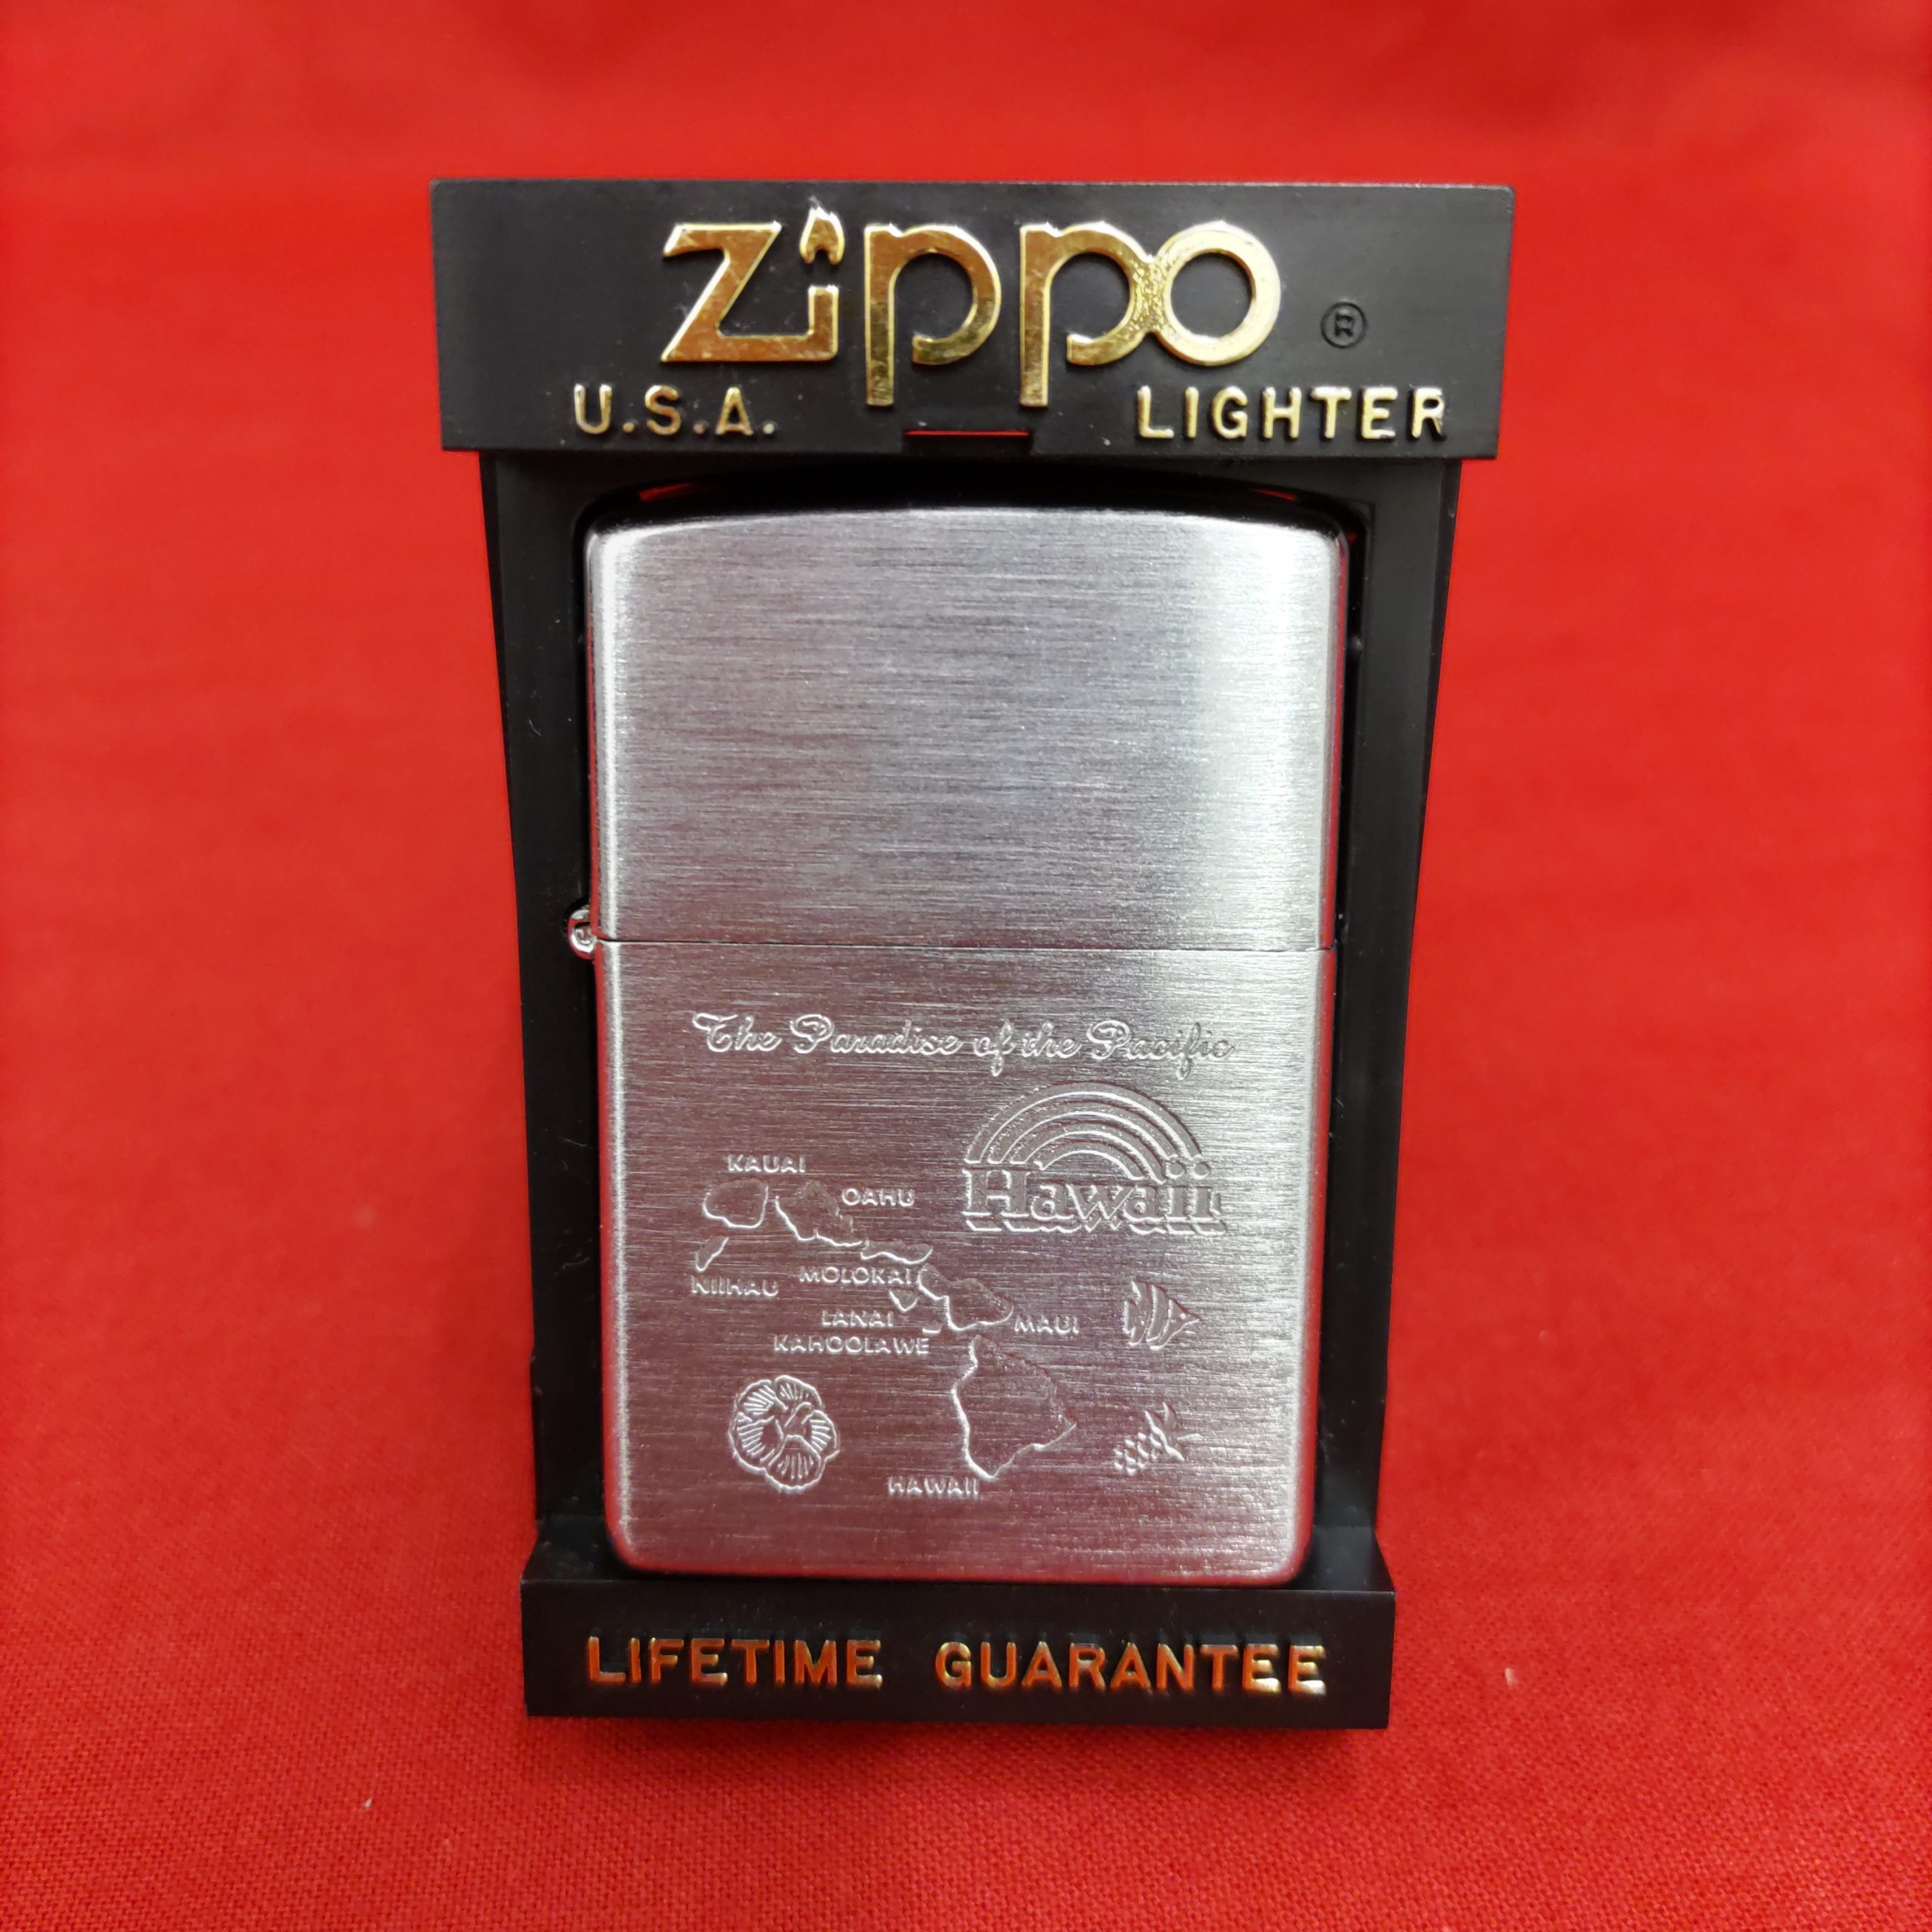 Zippo ®
U.S.A. LIGHTER
The Paradise of the Pacific
Hawaii
KAUAI
OAHU
NIIHAU
MOLOKAI
LANAI
MAUI
KAHOOLAWE
HAWAII
LIFETIME GUARANTEE